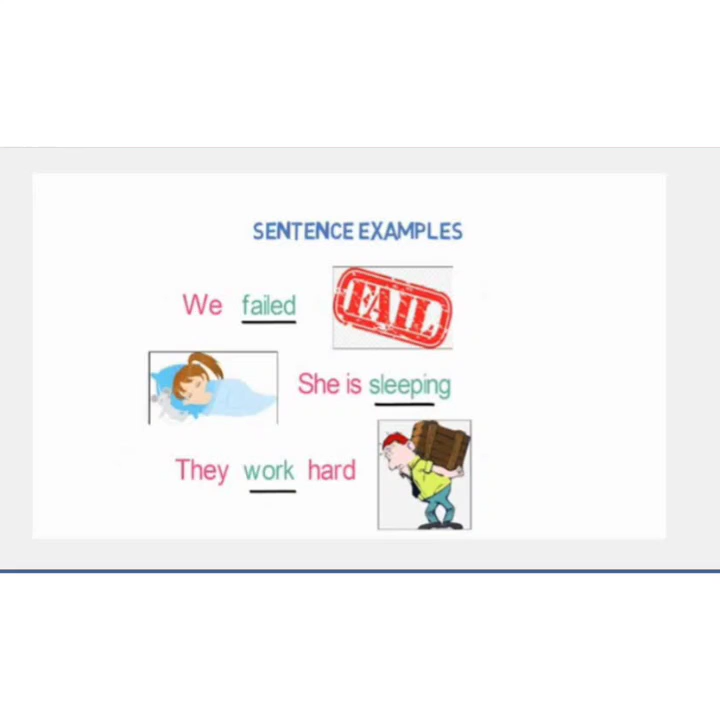 SENTENCE EXAMPLES
We failed
FAIL
She is sleeping
They work hard